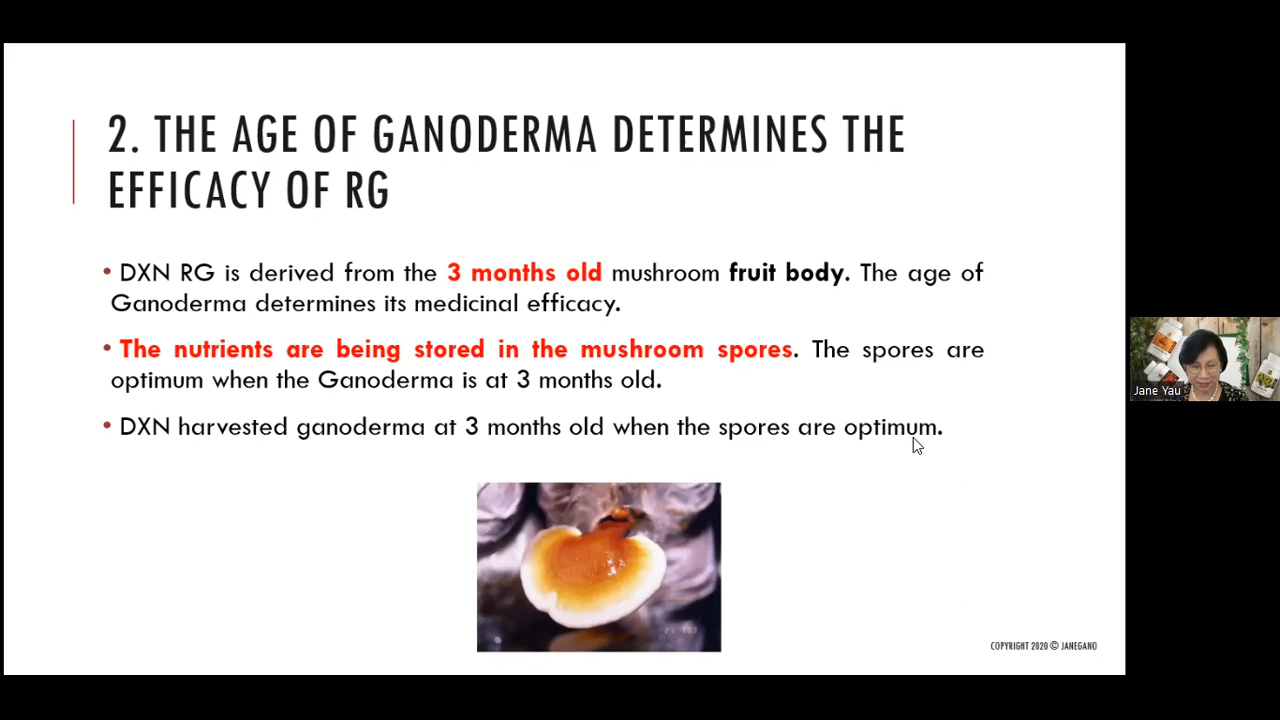 2. THE AGE OF GANODERMA DETERMINES THE
EFFICACY OF RG
• DXN RG is derived from the 3 months old mushroom fruit body. The age of
Ganoderma determines its medicinal efficacy.
• The nutrients are being stored in the mushroom spores. The spores are
optimum when the Ganoderma is at 3 months old.
• DXN harvested ganoderma at 3 months old when the spores are optimum.
Jane Yau
COPYRIGHT 2020 © JANEGANO